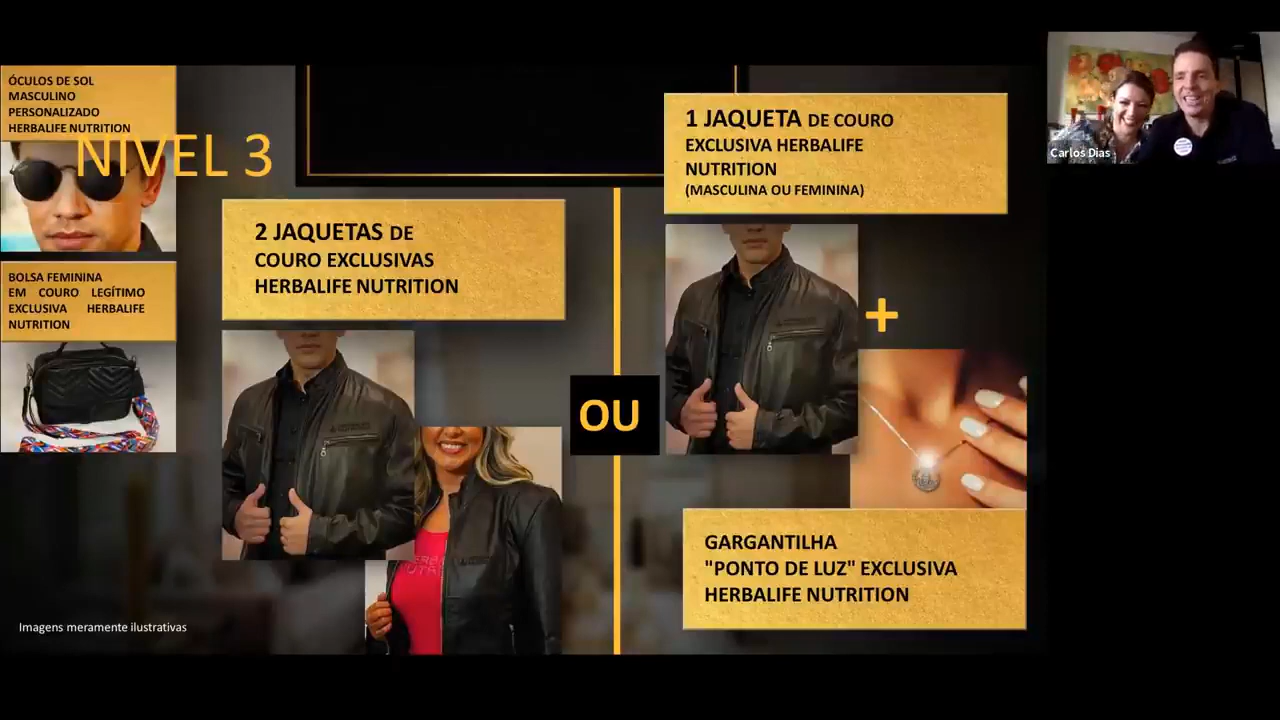 ÓCULOS DE SOL
MASCULINO
PERSONALIZADO
HERBALIFE NUTRITION
NIVEL 3
BOLSA FEMININA
EM COURO LEGÍTIMO
EXCLUSIVA HERBALIFE
NUTRITION
2 JAQUETAS DE
COURO EXCLUSIVAS
HERBALIFE NUTRITION
OU
1 JAQUETA DE COURO
EXCLUSIVA HERBALIFE
NUTRITION
(MASCULINA OU FEMININA)
+
GARGANTILHA
"PONTO DE LUZ" EXCLUSIVA
HERBALIFE NUTRITION
Imagens meramente ilustrativas
Carlos Dias